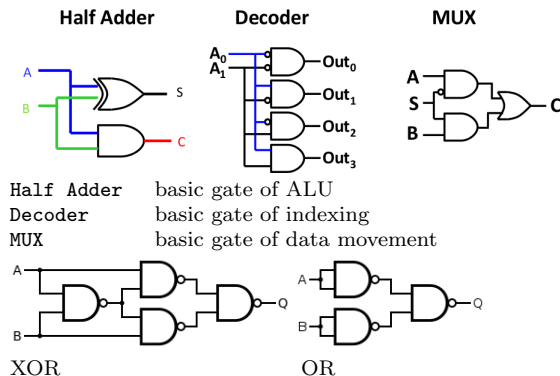 Half Adder Decoder MUX
A
B
S
C
A0
A1
Out0
Out1
Out2
Out3
A
S
B
C
Half Adder basic gate of ALU
Decoder basic gate of indexing
MUX basic gate of data movement
A
B
Q
A
B
Q
XOR OR